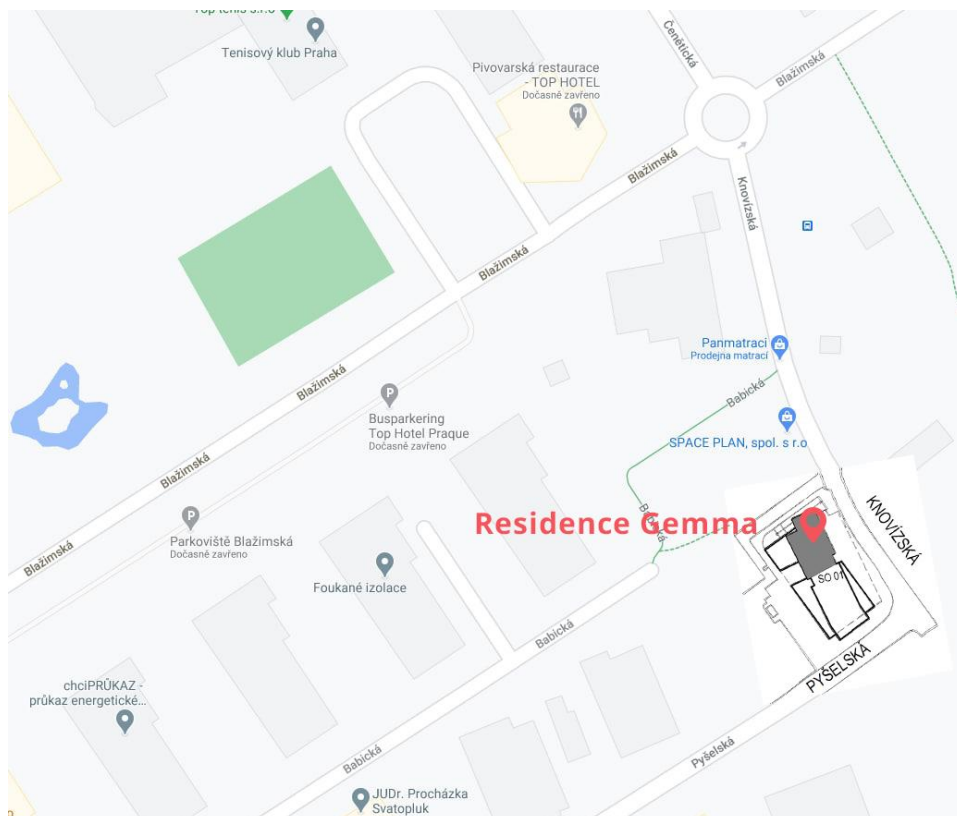 Top tenis s.r.o
Tenisový klub Praha
Pivovarská restaurace
- TOP HOTEL
Dočasně zavřeno
Čenětická
Blažimská
Blažimská
Knovízská
Blažimská
Panmatraci
Prodejna matrací
Babická
Blažimská
Busparkering
Top Hotel Praque
Dočasně zavřeno
SPACE PLAN, spol. s r.o
Blažimská
Residence Gemma
Babická
KNOVÍZSKÁ
Parkoviště Blažimská
Dočasně zavřeno
Blažimská
Foukané izolace
SO 01
Babická
PYŠELSKÁ
chciPRŮKAZ -
průkaz energetické...
Babická
Pyšelská
JUDr. Procházka
Svatopluk